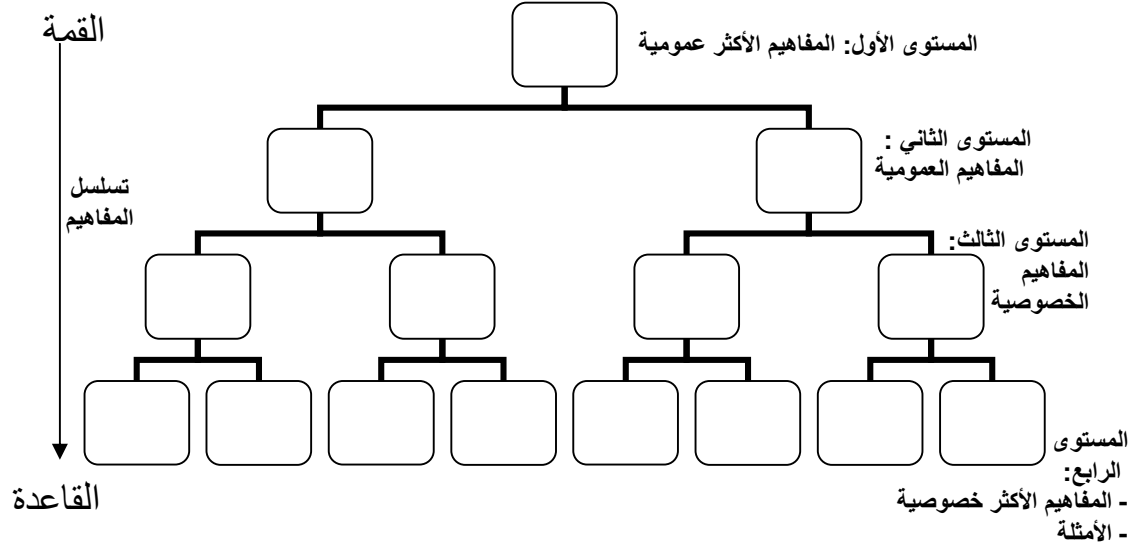 القمة
المستوى الأول: المفاهيم الأكثر عمومية
المستوى الثاني :
المفاهيم العمومية
تسلسل
المفاهيم
المستوى الثالث:
المفاهيم
الخصوصية
المستوى
الرابع:
- المفاهيم الأكثر خصوصية
- الأمثلة
القاعدة